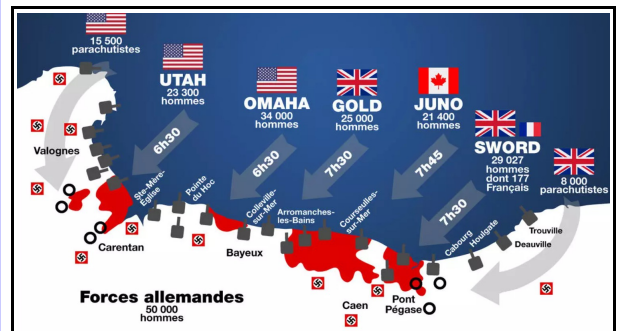 15 500
parachutistes
UTAH
23 300
hommes
OMAHA
34 000
hommes
GOLD
25 000
hommes
JUNO
21 400
hommes
SWORD
29 027
hommes
dont 177
Français
8 000
parachutistes
6h30
6h30
7h30
7h45
7h30
Valognes
Ste-Mère-
Église
Pointe
du Hoc
Colleville-
sur-Mer
Arromanches-
les-Bains
Courseulles-
sur-Mer
Cabourg
Houlgate
Trouville
Deauville
Carentan
Bayeux
Caen
Pont
Pégase
Forces allemandes
50 000
hommes